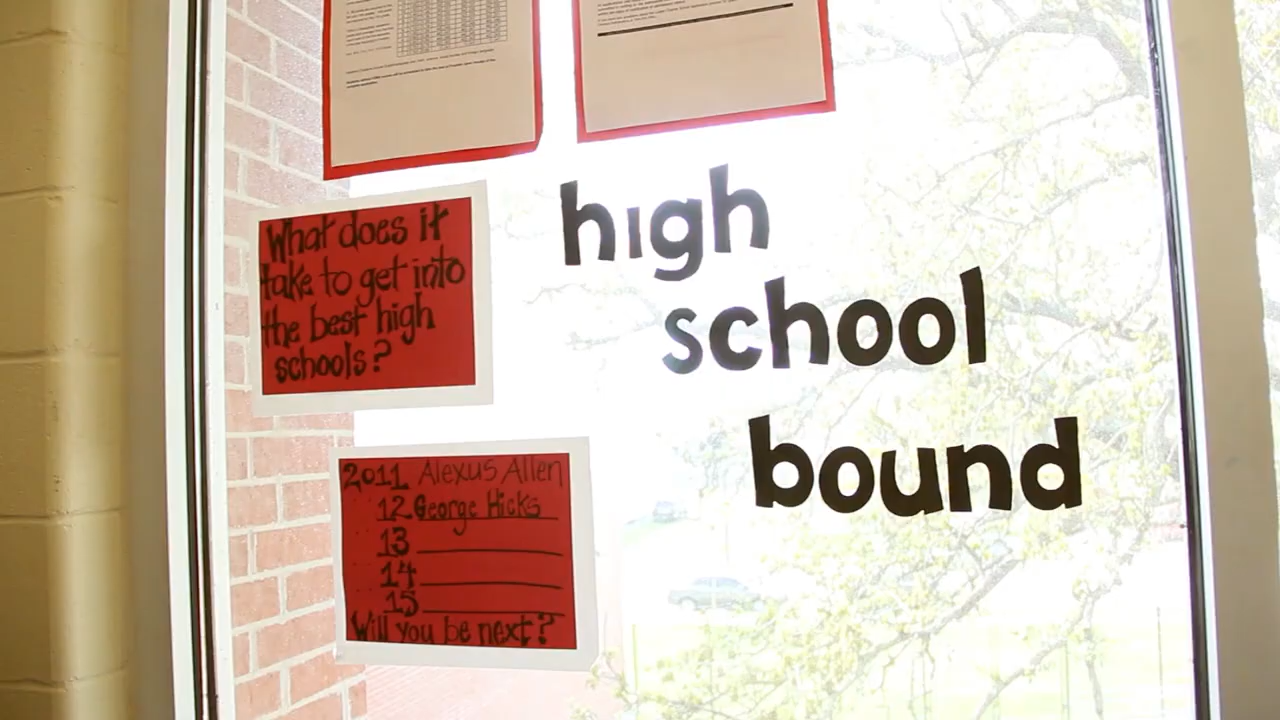 What does it
take to get into
the best high
schools?
high
school
bound
2011 Alexus Allen
12 George Hicks
13
14
15
Will you be next?